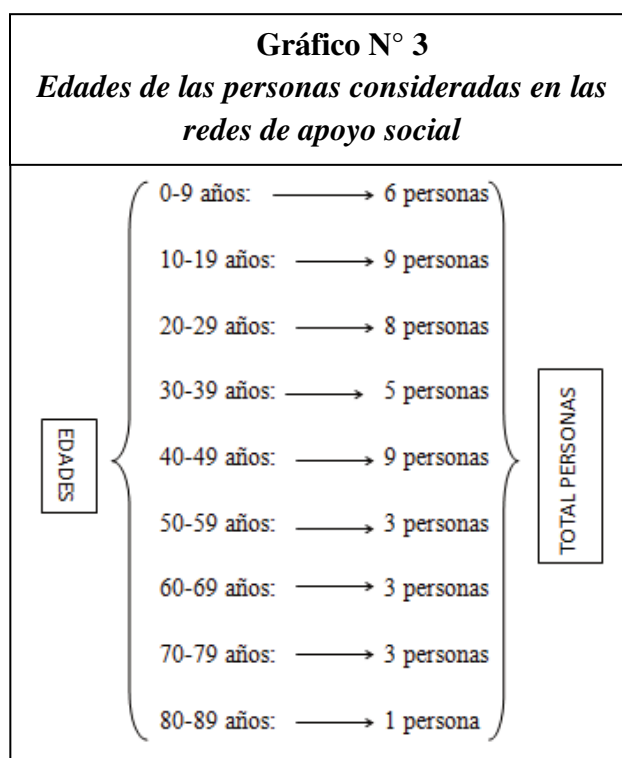 Gráfico N° 3
Edades de las personas consideradas en las
redes de apoyo social
EDADES
0-9 años: 6 personas
10-19 años: 9 personas
20-29 años: 8 personas
30-39 años: 5 personas
40-49 años: 9 personas
50-59 años: 3 personas
60-69 años: 3 personas
70-79 años: 3 personas
80-89 años: 1 persona
TOTAL PERSONAS